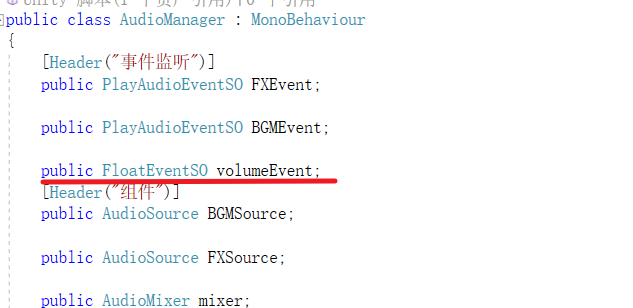 public class AudioManager : MonoBehaviour
{
[Header("事件监听")]
public PlayAudioEventSO FXEvent;
public PlayAudioEventSO BGMEvent;
public FloatEventSO volumeEvent;
[Header("组件")]
public AudioSource BGMSource;
public AudioSource FXSource;
public AudioMixer mixer;